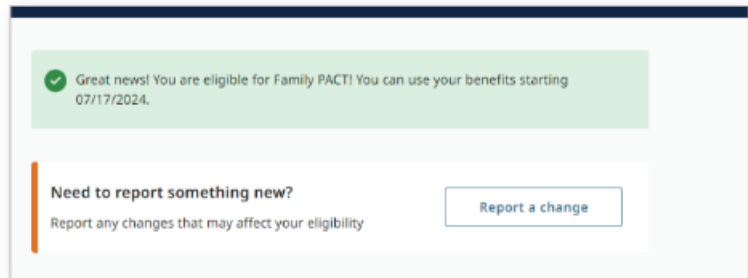 Great news! You are eligible for Family PACT! You can use your benefits starting
07/17/2024.
Need to report something new?
Report any changes that may affect your eligibility
Report a change